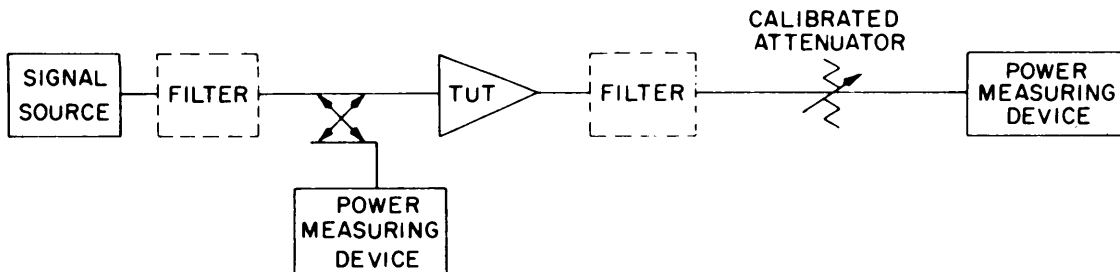 SIGNAL
SOURCE
FILTER
TUT
FILTER
CALIBRATED
ATTENUATOR
POWER
MEASURING
DEVICE
POWER
MEASURING
DEVICE